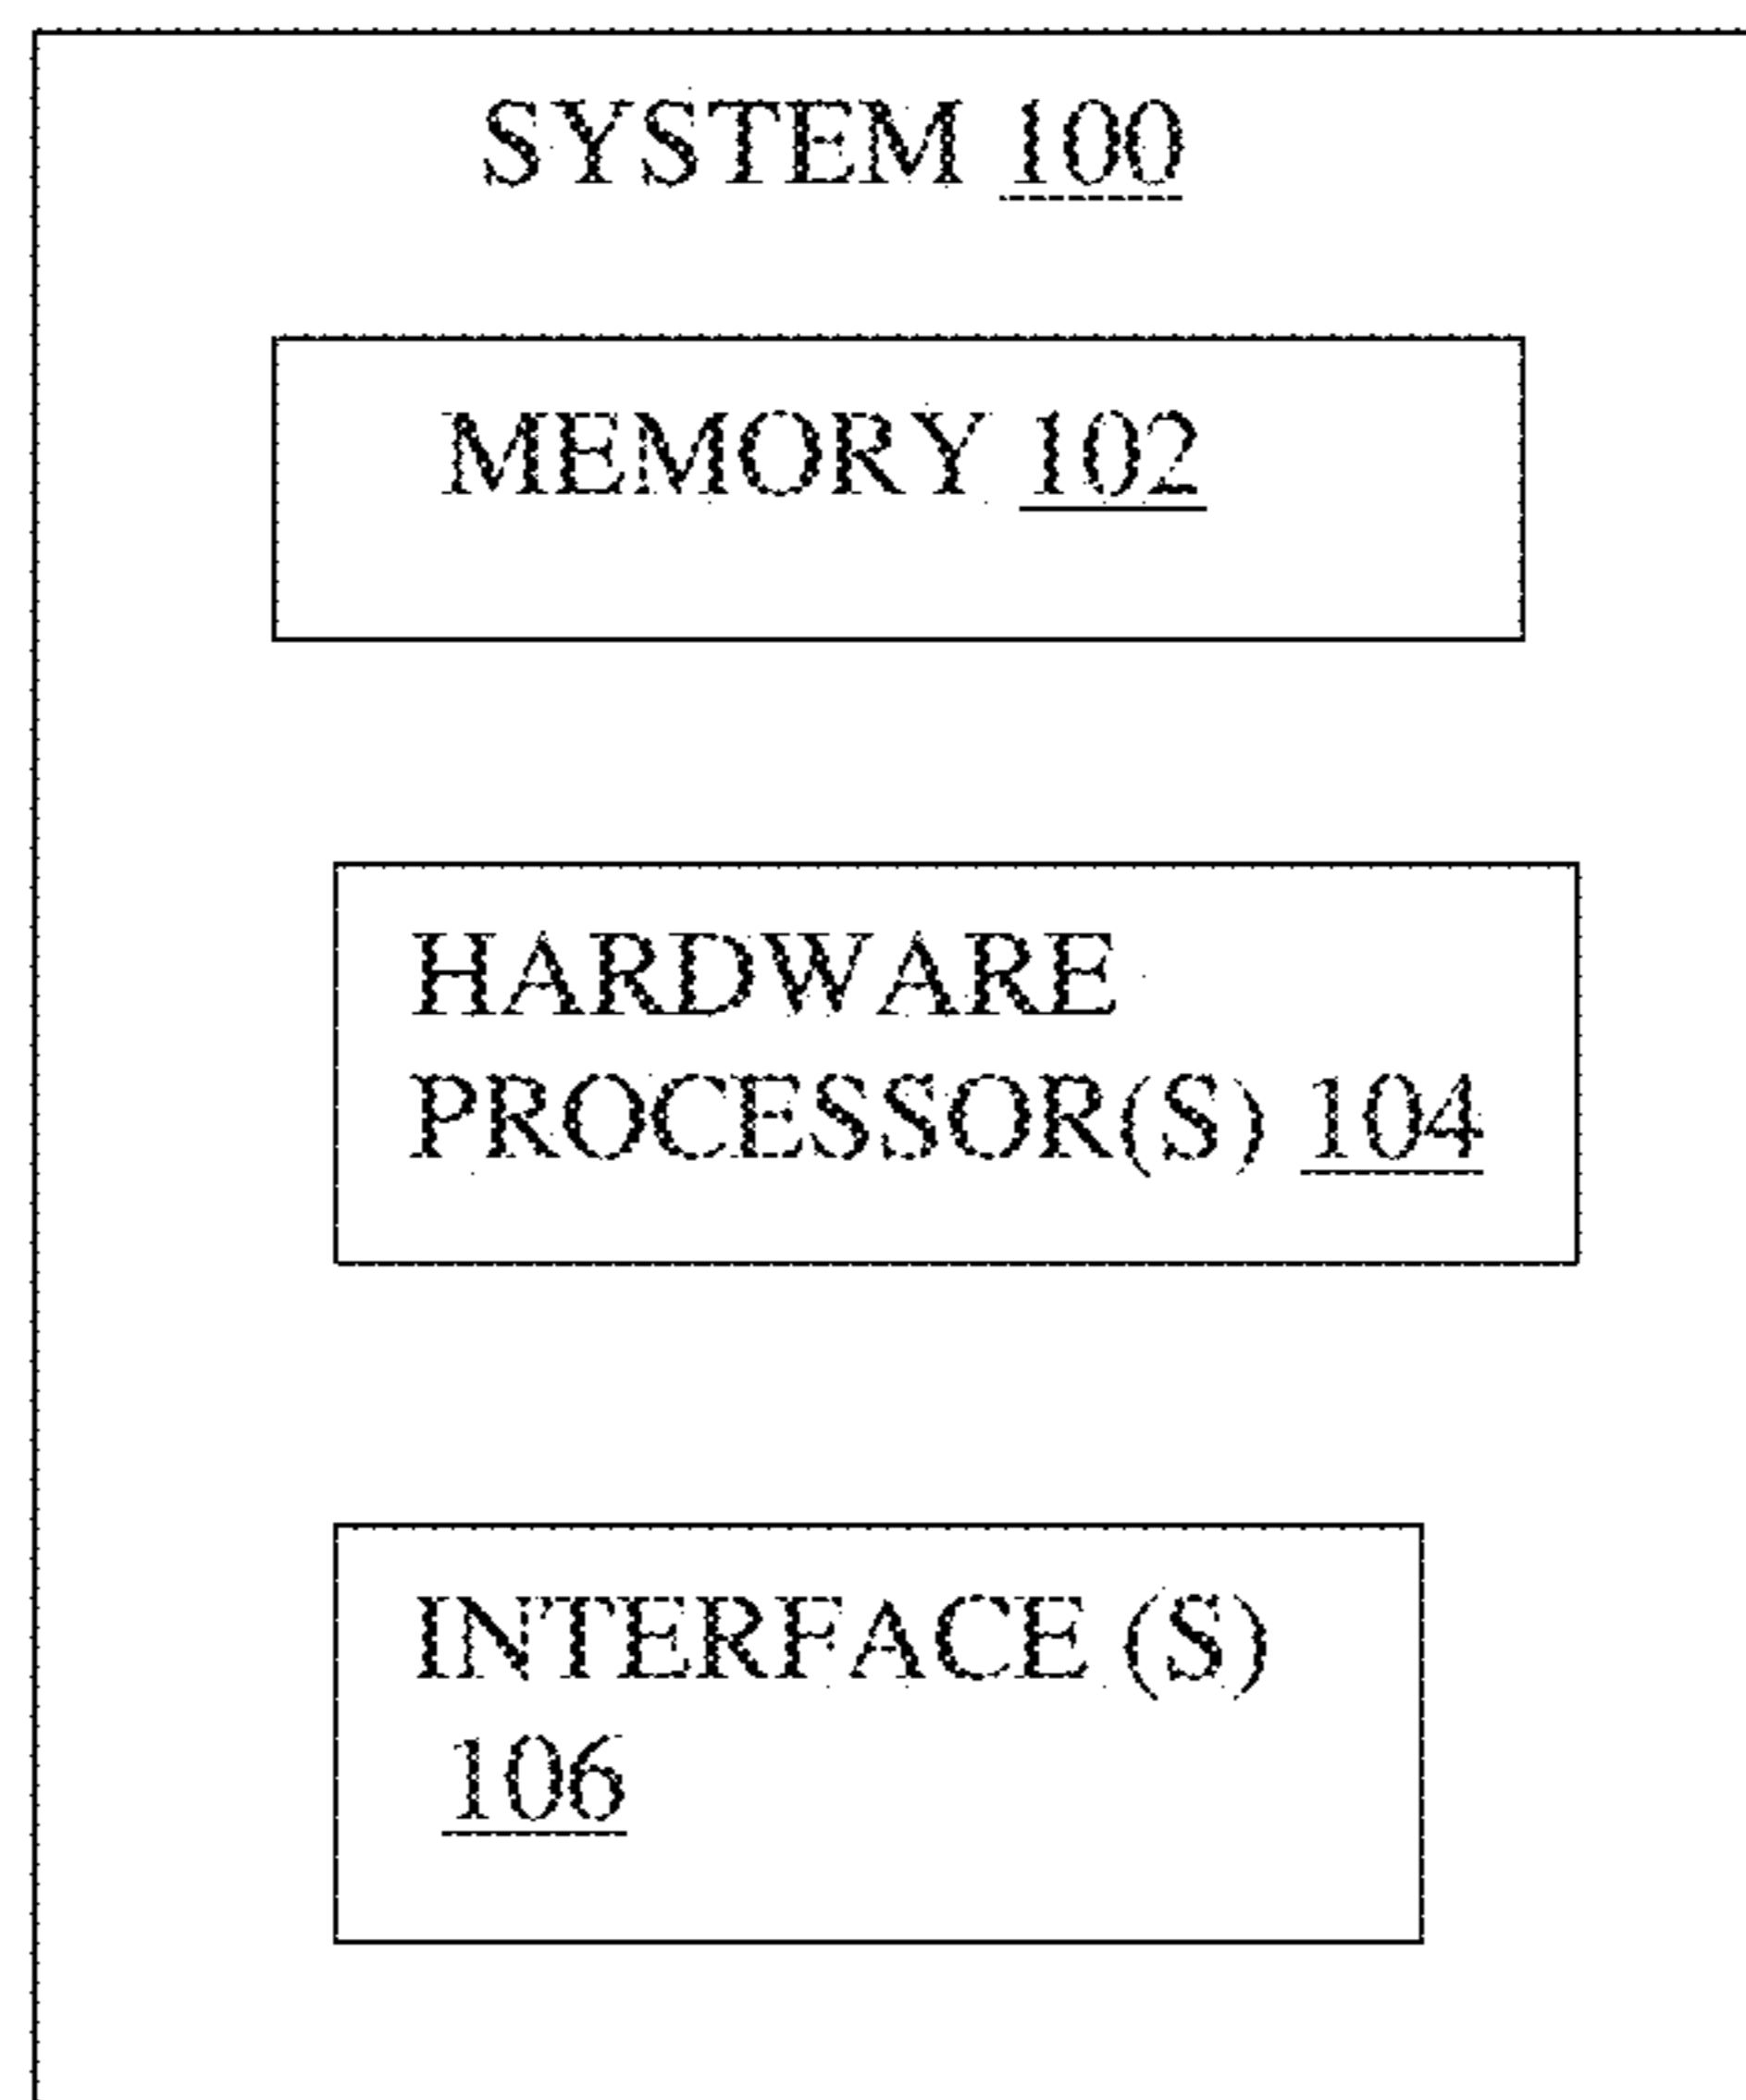 SYSTEM 100
MEMORY 102
HARDWARE
PROCESSOR(S) 104
INTERFACE (S)
106